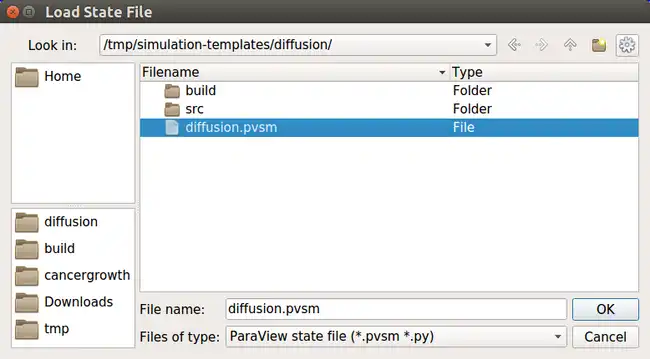 Load State File
Look in: /tmp/simulation-templates/diffusion/
Home
Filename Type
build Folder
src Folder
diffusion.pvsm File
diffusion
build
cancergrowth
Downloads
tmp
File name: diffusion.pvsm OK
Files of type: ParaView state file (*.pvsm *.py) Cancel